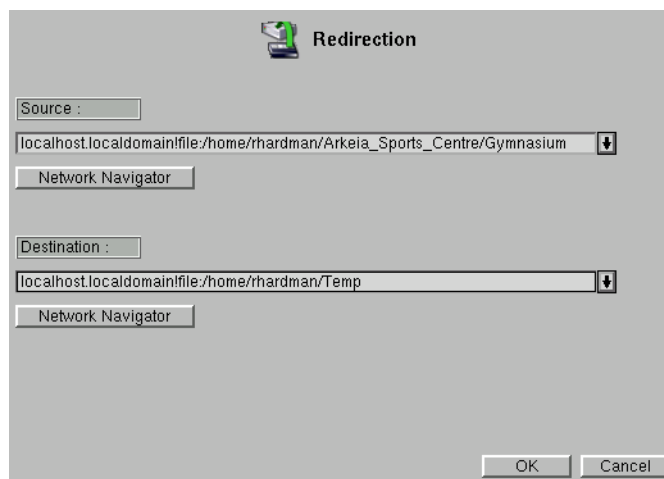 Redirection
Source :
localhost.localdomain!file:/home/rhardman/Arkeia_Sports_Centre/Gymnasium
Network Navigator
Destination :
localhost.localdomain!file:/home/rhardman/Temp
Network Navigator
OK Cancel